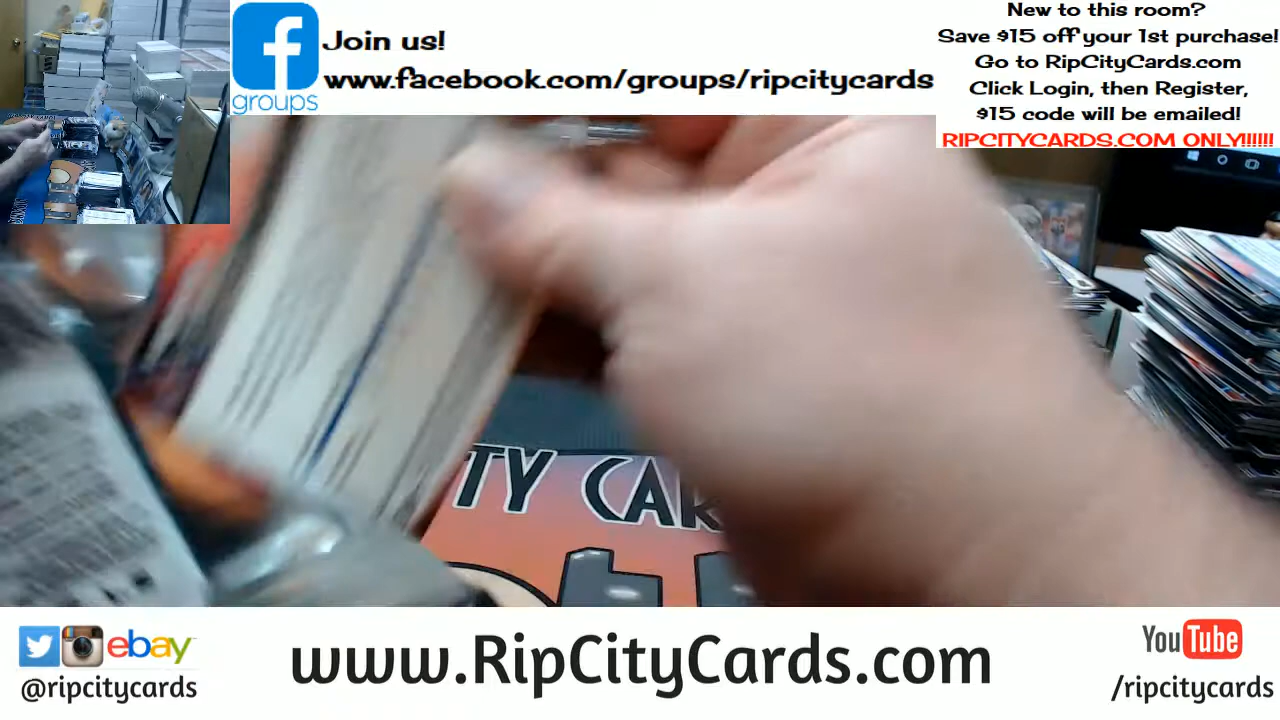 Join us!
www.facebook.com/groups/ripcitycards
groups
New to this room?
Save $15 off your 1st purchase!
Go to RipCityCards.com
Click Login, then Register,
$15 code will be emailed!
RIPCITYCARDS.COM ONLY!!!!!!
TY CAR
ebay
@ripcitycards
www.RipCityCards.com
YouTube
/ripcitycards